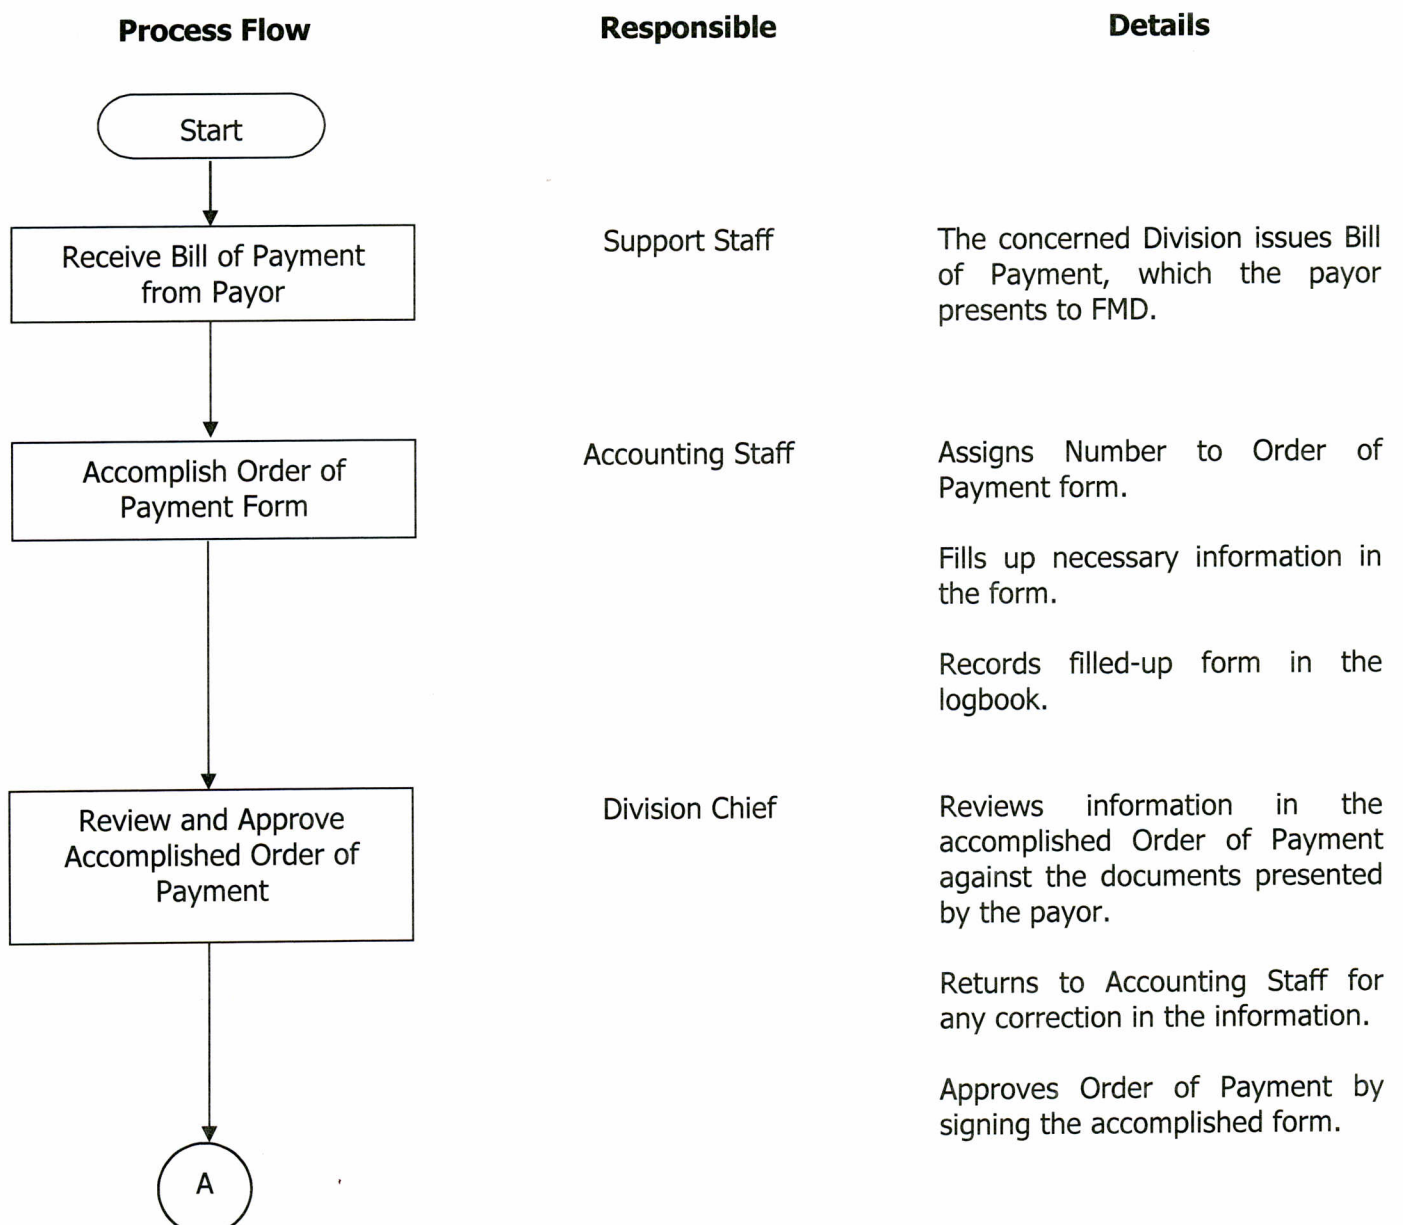 Process Flow
Responsible
Details
Start
Receive Bill of Payment
from Payor
Support Staff
The concerned Division issues Bill
of Payment, which the payor
presents to FMD.
Accomplish Order of
Payment Form
Accounting Staff
Assigns Number to Order of
Payment form.
Fills up necessary information in
the form.
Records filled-up form in the
logbook.
Review and Approve
Accomplished Order of
Payment
Division Chief
Reviews information in the
accomplished Order of Payment
against the documents presented
by the payor.
Returns to Accounting Staff for
any correction in the information.
Approves Order of Payment by
signing the accomplished form.
A